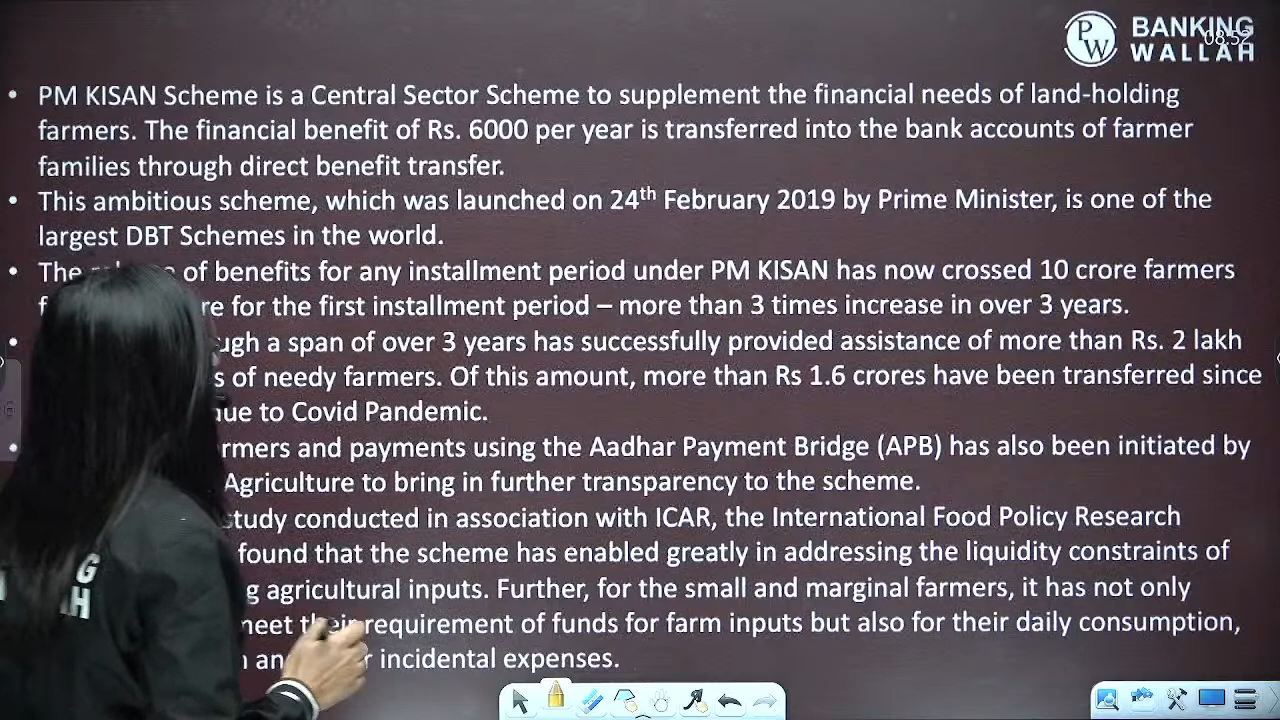 PW BANKING
WALLAH
08:52
• PM KISAN Scheme is a Central Sector Scheme to supplement the financial needs of land-holding
farmers. The financial benefit of Rs. 6000 per year is transferred into the bank accounts of farmer
families through direct benefit transfer.
• This ambitious scheme, which was launched on 24th February 2019 by Prime Minister, is one of the
largest DBT Schemes in the world.
• The of benefits for any installment period under PM KISAN has now crossed 10 crore farmers
re for the first installment period – more than 3 times increase in over 3 years.
• ugh a span of over 3 years has successfully provided assistance of more than Rs. 2 lakh
s of needy farmers. Of this amount, more than Rs 1.6 crores have been transferred since
ue to Covid Pandemic.
• rmers and payments using the Aadhar Payment Bridge (APB) has also been initiated by
Agriculture to bring in further transparency to the scheme.
study conducted in association with ICAR, the International Food Policy Research
found that the scheme has enabled greatly in addressing the liquidity constraints of
g agricultural inputs. Further, for the small and marginal farmers, it has not only
meet their requirement of funds for farm inputs but also for their daily consumption,
incidental expenses.
G
AH